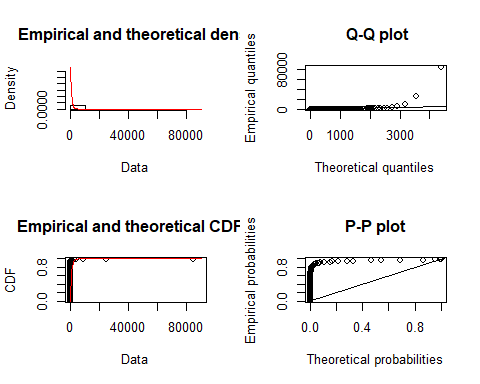 Empirical and theoretical den
Density
0.0000
0 40000 80000
Data
Q-Q plot
Empirical quantiles
0 80000
0 1000 3000
Theoretical quantiles
Empirical and theoretical CDF
CDF
0.0 0.8
0 40000 80000
Data
P-P plot
Empirical probabilities
0.0 0.8
0.0 0.4 0.8
Theoretical probabilities